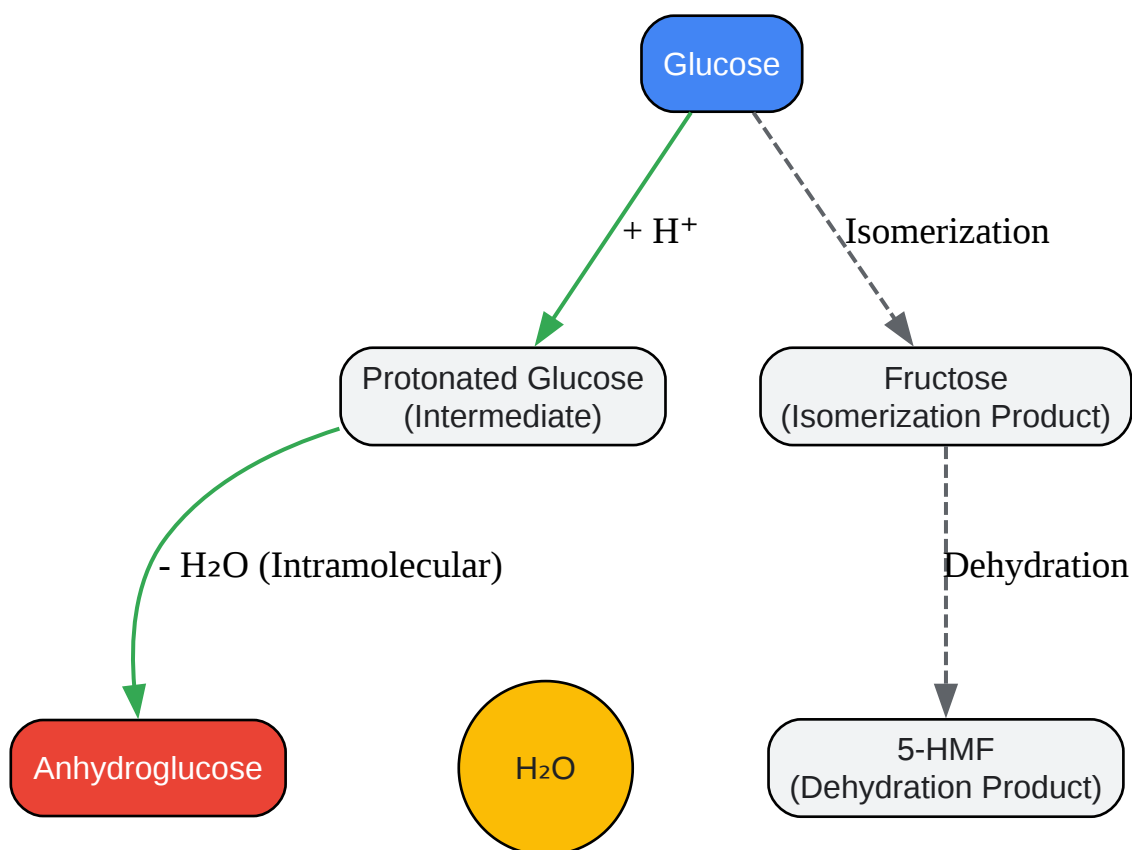 Glucose
+ H⁺
Isomerization
Protonated Glucose
(Intermediate)
Fructose
(Isomerization Product)
- H₂O (Intramolecular)
Dehydration
Anhydroglucose
H₂O
5-HMF
(Dehydration Product)